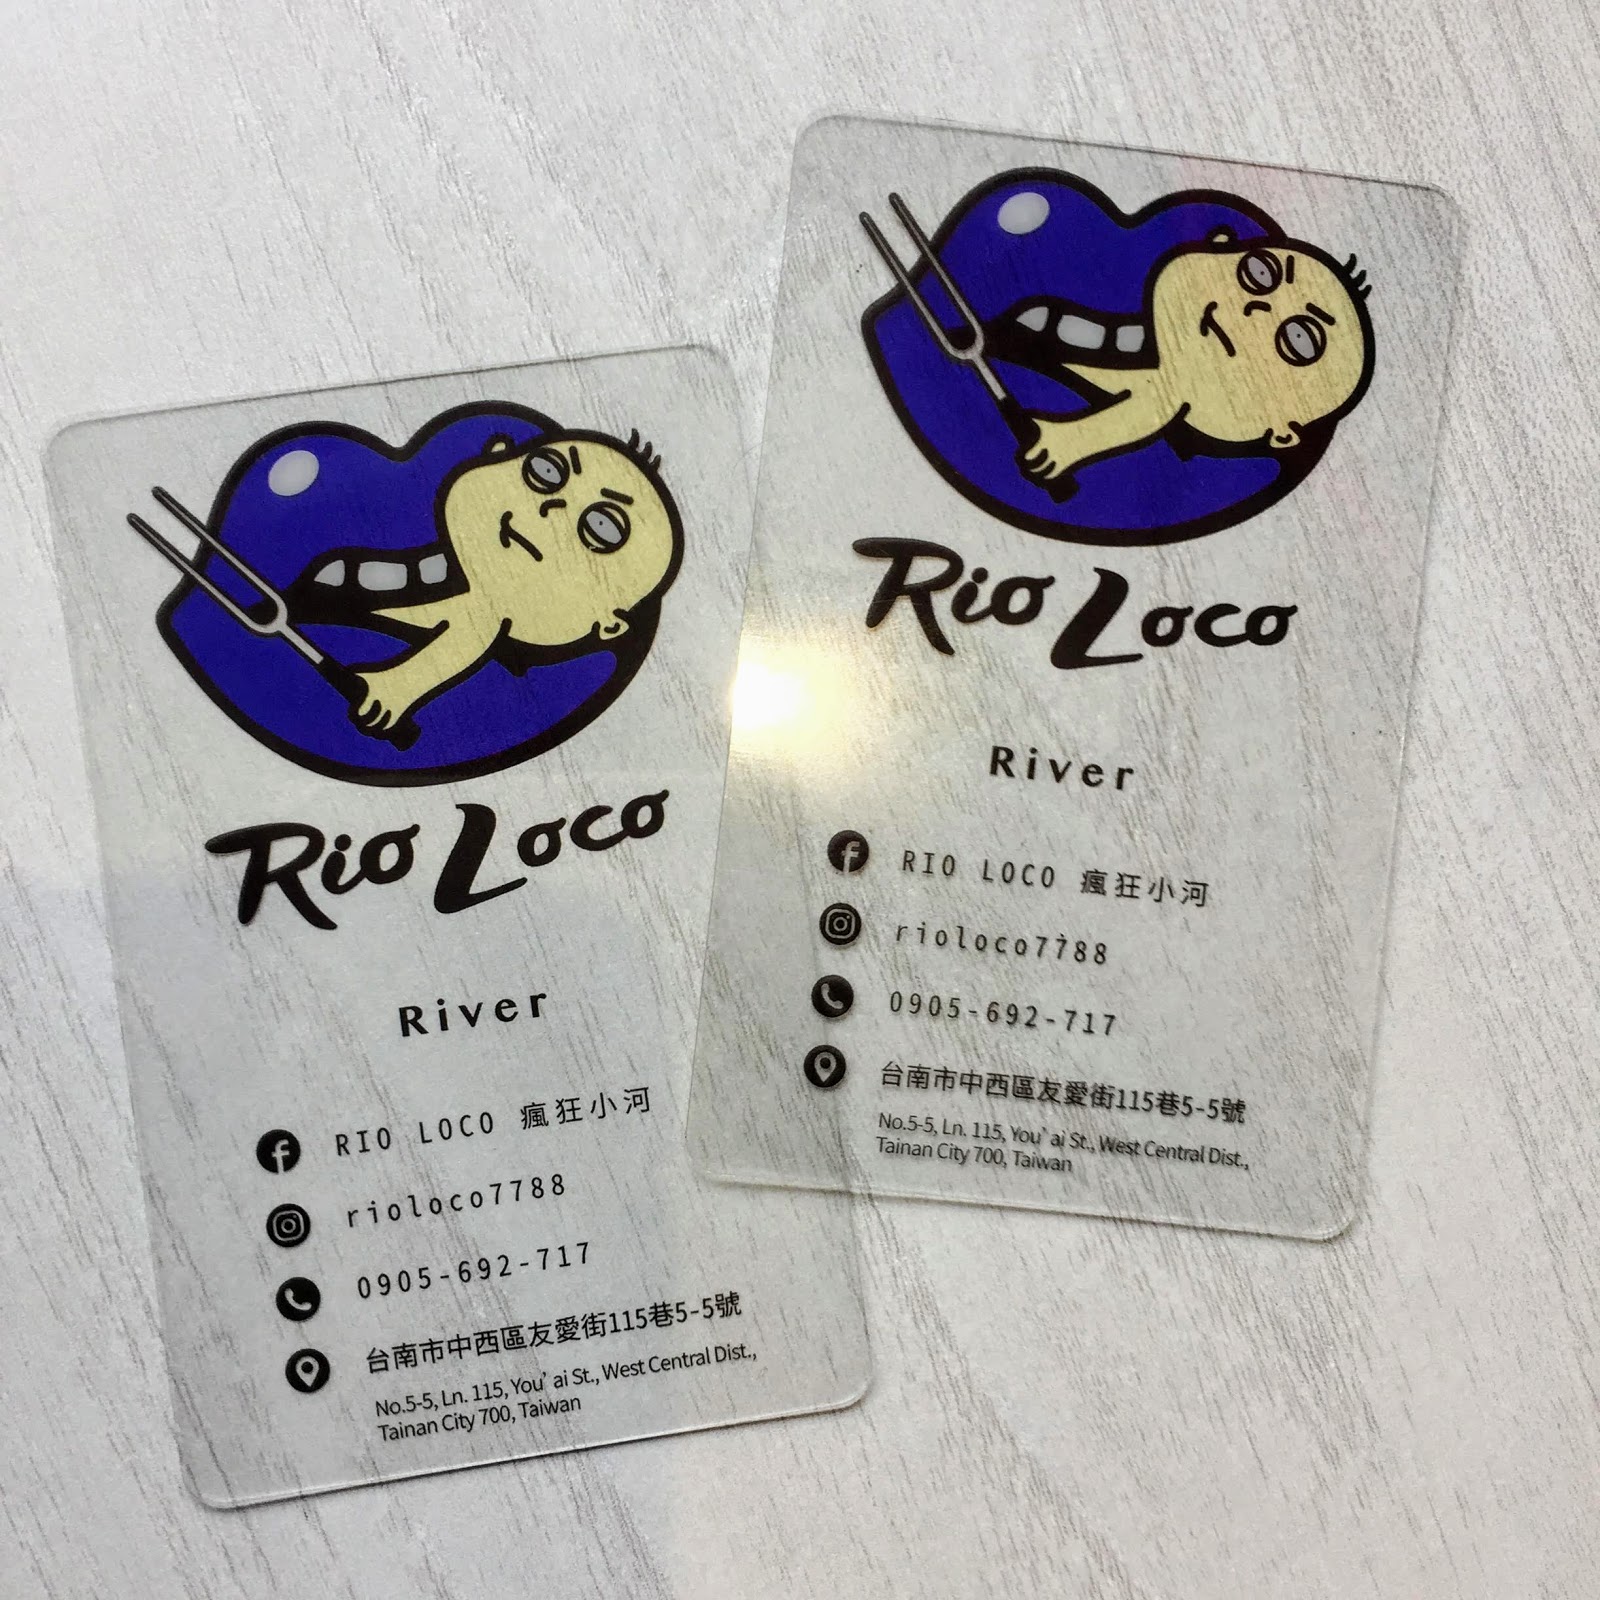 Rio Loco
River
RIO LOCO 瘋狂小河
rioloco7788
0905-692-717
台南市中西區友愛街115巷5-5號
No.5-5, Ln. 115, You’ ai St., West Central Dist.,
Tainan City 700, Taiwan
Rio Loco
River
RIO LOCO 瘋狂小河
rioloco7788
0905-692-717
台南市中西區友愛街115巷5-5號
No.5-5, Ln. 115, You’ ai St., West Central Dist.,
Tainan City 700, Taiwan